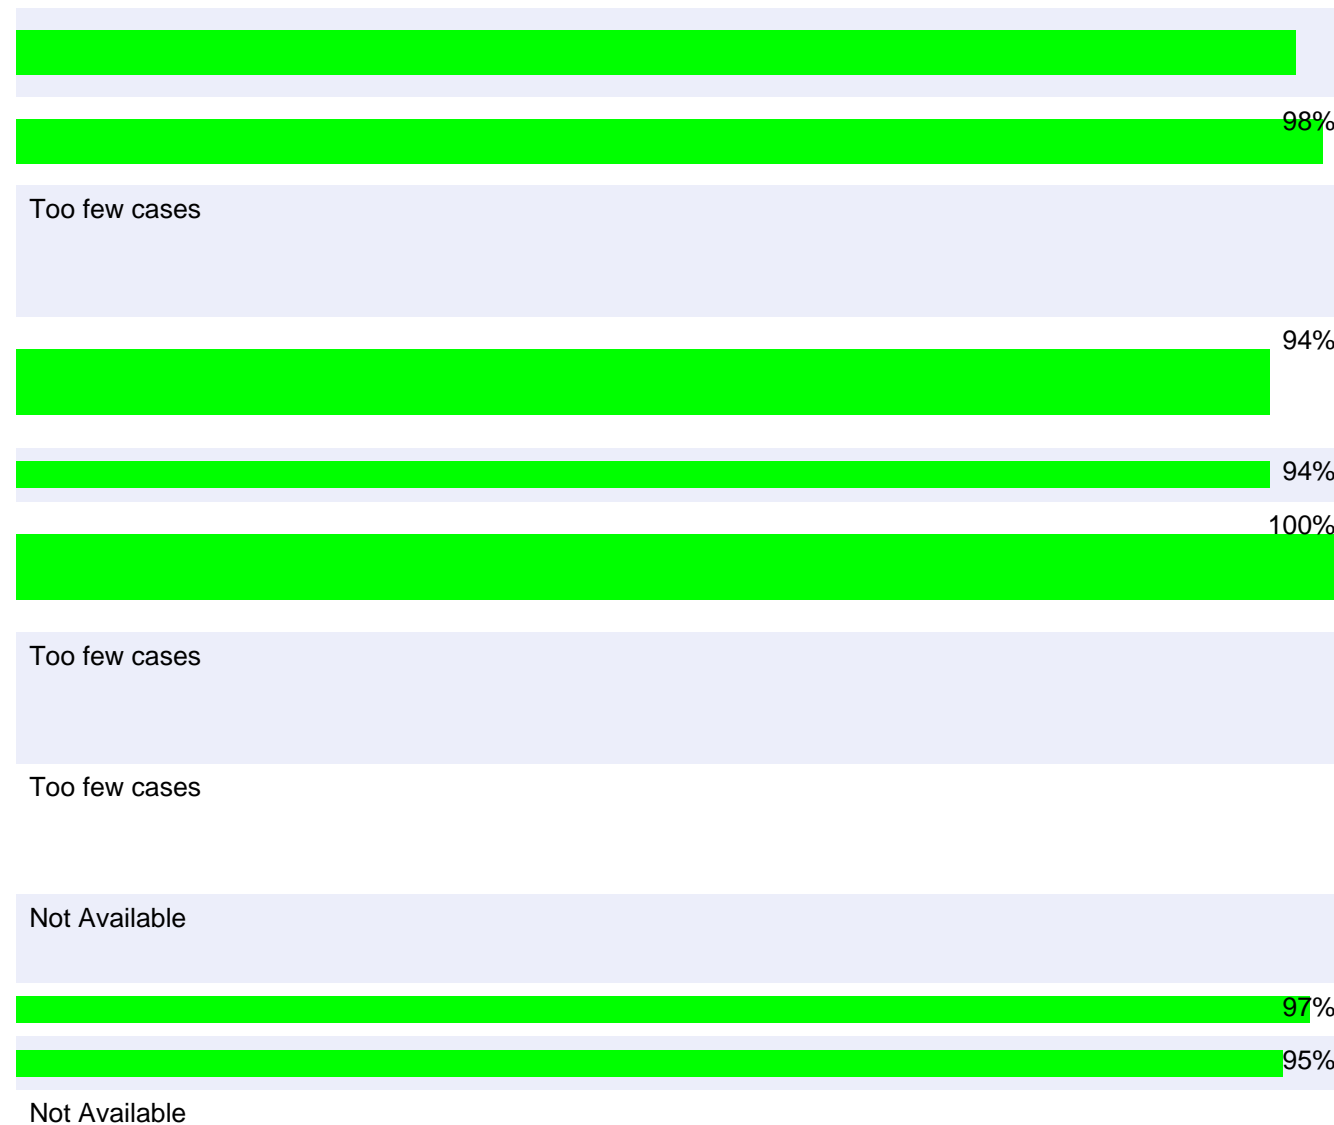 98%
Too few cases
94%
94%
100%
Too few cases
Too few cases
Not Available
97%
95%
Not Available